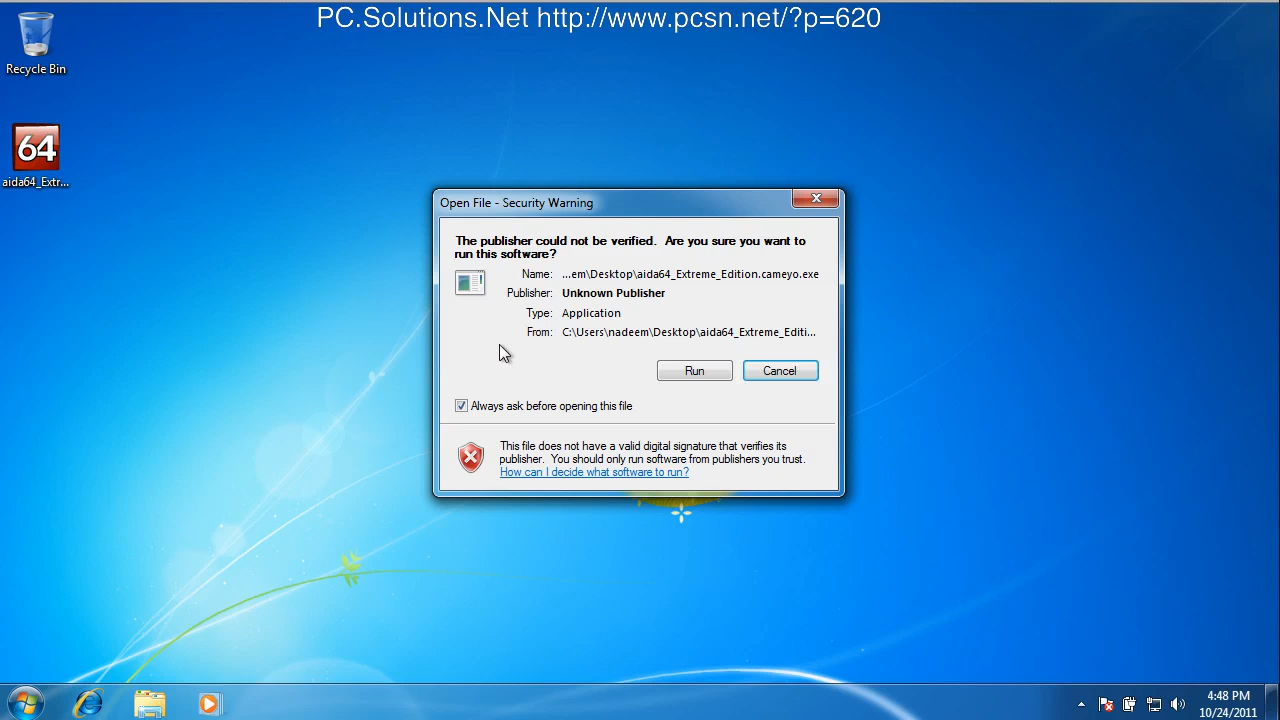 PC.Solutions.Net http://www.pcsn.net/?p=620
Recycle Bin
64
aida64_Extr...
Open File - Security Warning
The publisher could not be verified. Are you sure you want to
run this software?
Name: ...em\Desktop\aida64_Extreme_Edition.cameyo.exe
Publisher: Unknown Publisher
Type: Application
From: C:\Users\nadeem\Desktop\aida64_Extreme_Editi...
Run Cancel
Always ask before opening this file
This file does not have a valid digital signature that verifies its
publisher. You should only run software from publishers you trust.
How can I decide what software to run?
4:48 PM
10/24/2011